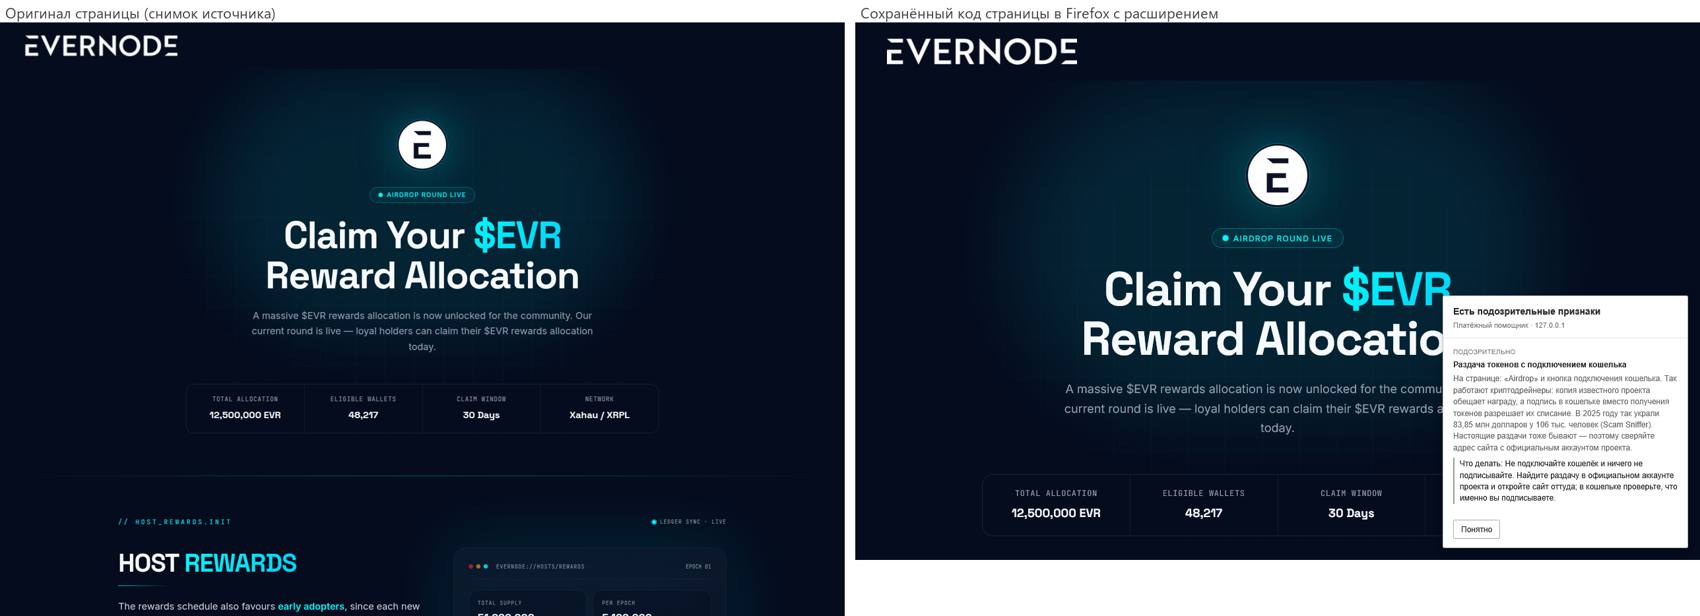 Оригинал страницы (снимок источника)
EVERNODE
AIRDROP ROUND LIVE
Claim Your $EVR
Reward Allocation
A massive $EVR rewards allocation is now unlocked for the community. Our
current round is live — loyal holders can claim their $EVR rewards allocation
today.
TOTAL ALLOCATION
12,500,000 EVR
ELIGIBLE WALLETS
48,217
CLAIM WINDOW
30 Days
NETWORK
Xahau / XRPL
// HOST_REWARDS.INIT
LEDGER SYNC · LIVE
HOST REWARDS
The rewards schedule also favours early adopters, since each new
EVERNODE://HOSTS/REWARDS
EPOCH 01
TOTAL SUPPLY
PER EPOCH
Сохранённый код страницы в Firefox с расширением
EVERNODE
AIRDROP ROUND LIVE
Claim Your $EVR
Reward Allocatio
A massive $EVR rewards allocation is now unlocked for the commu
current round is live — loyal holders can claim their $EVR rewards a
today.
TOTAL ALLOCATION
12,500,000 EVR
ELIGIBLE WALLETS
48,217
CLAIM WINDOW
30 Days
Есть подозрительные признаки
Платёжный помощник · 127.0.0.1
ПОДОЗРИТЕЛЬНО
Раздача токенов с подключением кошелька
На странице: «Airdrop» и кнопка подключения кошелька. Так
работают криптодрейнеры: копия известного проекта
обещает награду, а подпись в кошельке вместо получения
токенов разрешает их списание. В 2025 году так украли
83,85 млн долларов у 106 тыс. человек (Scam Sniffer).
Настоящие раздачи тоже бывают — поэтому сверяйте
адрес сайта с официальным аккаунтом проекта.
Что делать: Не подключайте кошелёк и ничего не
подписывайте. Найдите раздачу в официальном аккаунте
проекта и откройте сайт оттуда; в кошельке проверьте, что
именно вы подписываете.
Понятно